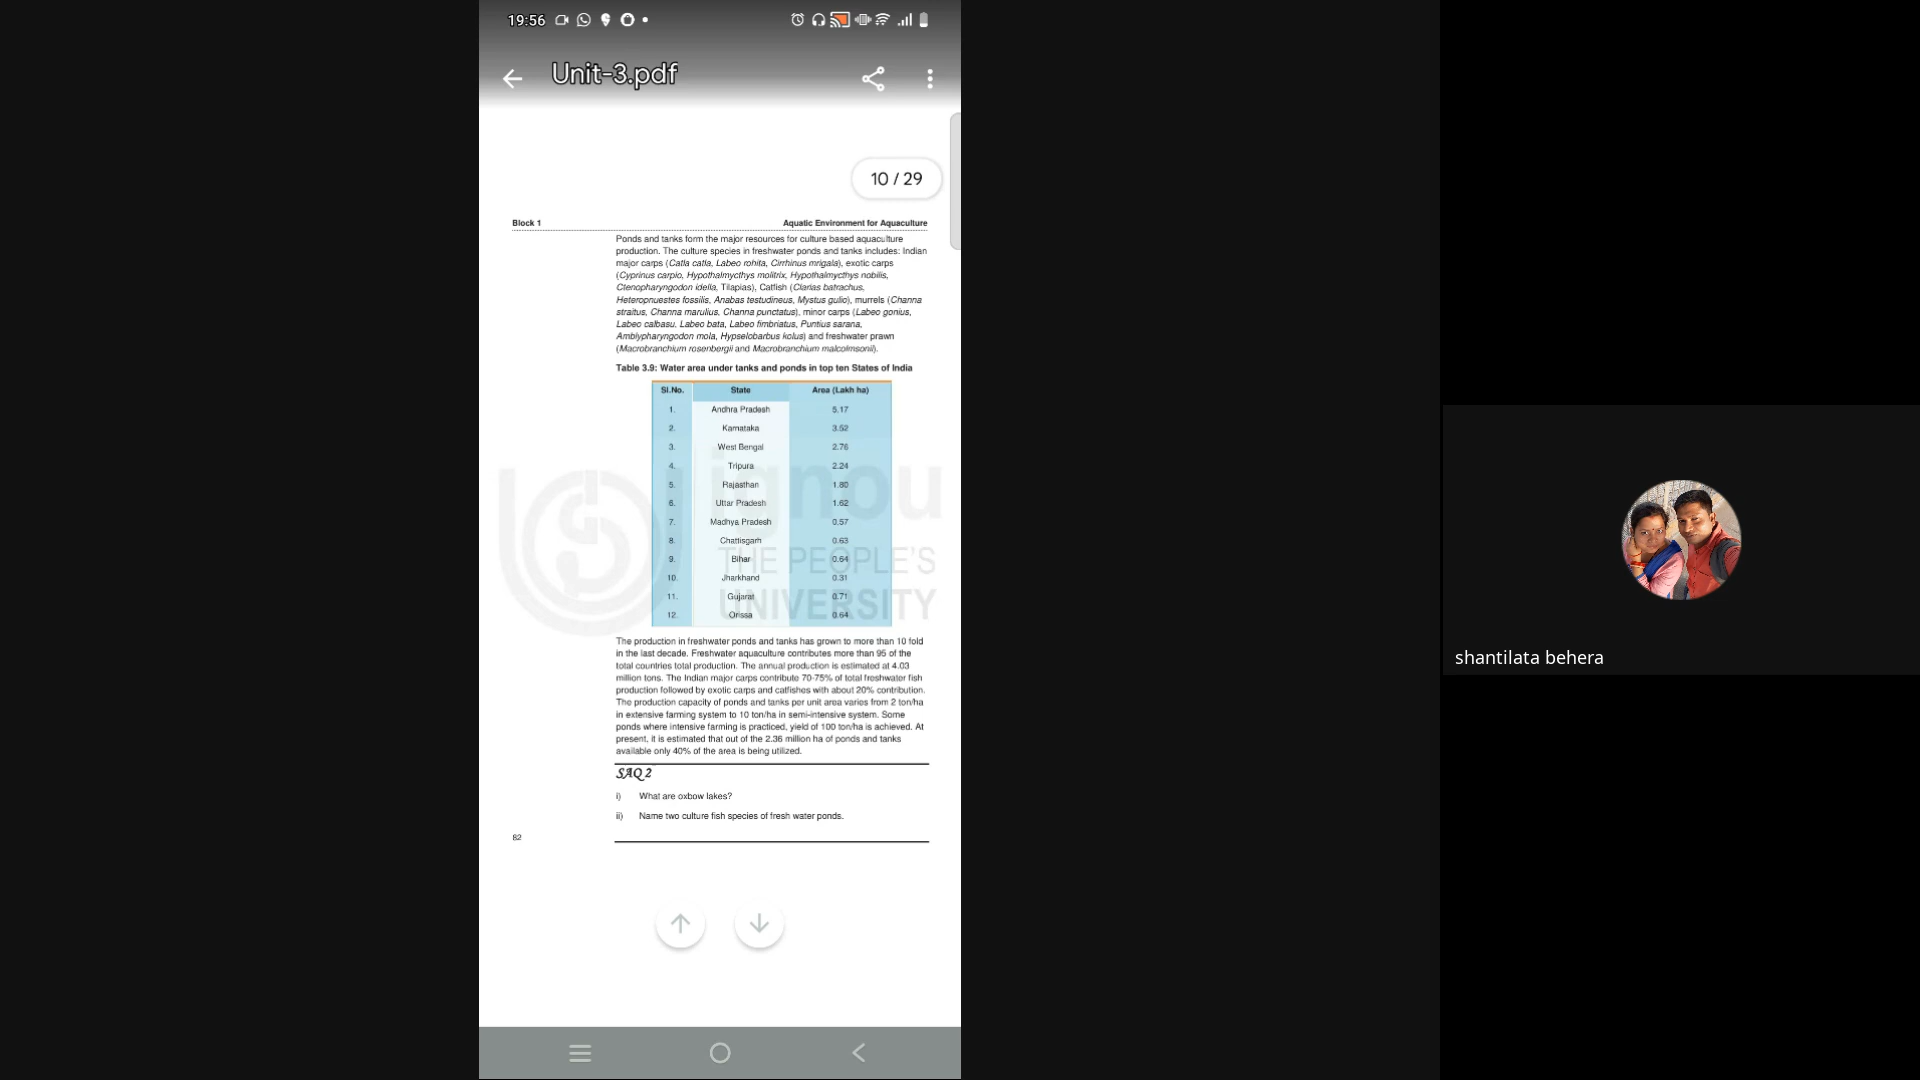 19:56
Unit-3.pdf
10 / 29
Block 1 Aquatic Environment for Aquaculture
Ponds and tanks form the major resources for culture based aquaculture
production. The culture species in freshwater ponds and tanks includes: Indian
major carps (Catla catla, Labeo rohita, Cirrhinus mrigala), exotic carps
(Cyprinus carpio, Hypothalmycthys molitrix, Hypothalmycthys nobilis,
Ctenopharyngodon idella, Tilapias), Catfish (Clarias batrachus,
Heteropnuestes fossilis, Anabas testudineus, Mystus gulio), murrels (Channa
straitus, Channa marulius, Channa punctatus), minor carps (Labeo gonius,
Labeo calbasu, Labeo bata, Labeo fimbriatus, Puntius sarana,
Amblypharyngodon mola, Hypselobarbus kolus) and freshwater prawn
(Macrobranchium rosenbergii and Macrobranchium malcolmsonii).
Table 3.9: Water area under tanks and ponds in top ten States of India
Sl.No. State Area (Lakh ha)
1. Andhra Pradesh 5.17
2. Karnataka 3.52
3. West Bengal 2.76
4. Tripura 2.24
5. Rajasthan 1.80
6. Uttar Pradesh 1.62
7. Madhya Pradesh 0.57
8. Chattisgarh 0.63
9. Bihar 0.64
10. Jharkhand 0.31
11. Gujarat 0.71
12. Orissa 0.64
ignou
THE PEOPLE'S
UNIVERSITY
The production in freshwater ponds and tanks has grown to more than 10 fold
in the last decade. Freshwater aquaculture contributes more than 95 of the
total countries total production. The annual production is estimated at 4.03
million tons. The Indian major carps contribute 70-75% of total freshwater fish
production followed by exotic carps and catfishes with about 20% contribution.
The production capacity of ponds and tanks per unit area varies from 2 ton/ha
in extensive farming system to 10 ton/ha in semi-intensive system. Some
ponds where intensive farming is practiced, yield of 100 ton/ha is achieved. At
present, it is estimated that out of the 2.36 million ha of ponds and tanks
available only 40% of the area is being utilized.
SAQ 2
i) What are oxbow lakes?
ii) Name two culture fish species of fresh water ponds.
82
shantilata behera